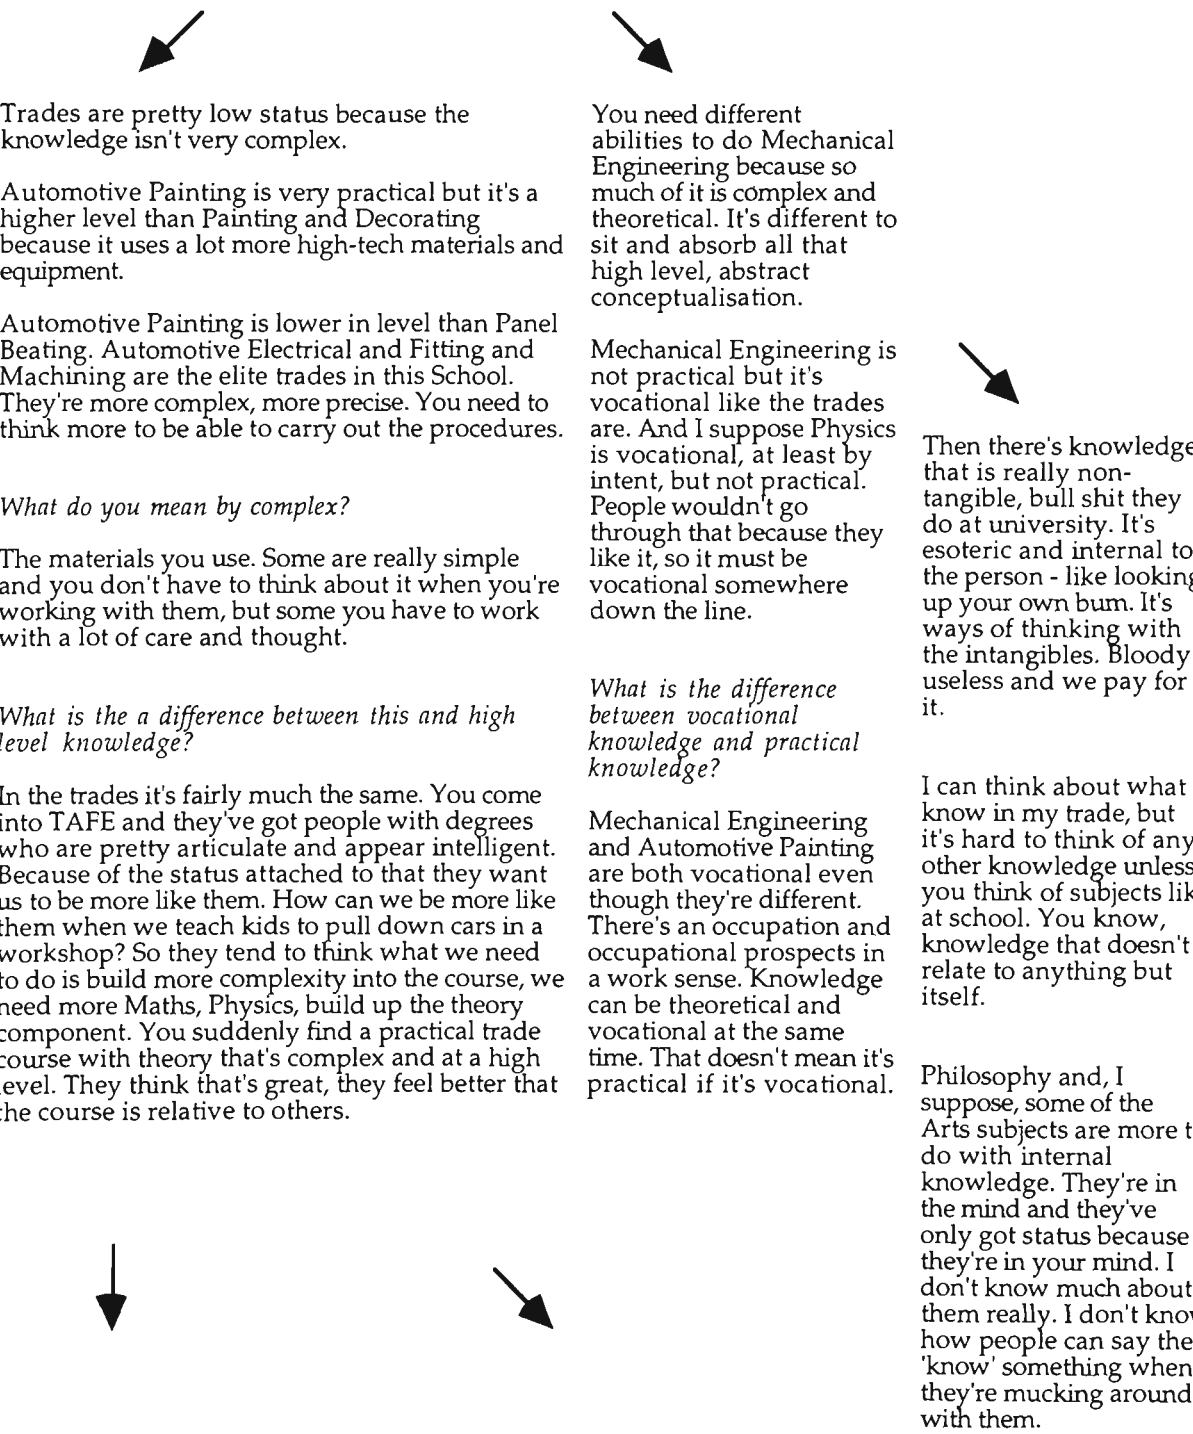 Trades are pretty low status because the
knowledge isn't very complex.
Automotive Painting is very practical but it's a
higher level than Painting and Decorating
because it uses a lot more high-tech materials and
equipment.
Automotive Painting is lower in level than Panel
Beating. Automotive Electrical and Fitting and
Machining are the elite trades in this School.
They're more complex, more precise. You need to
think more to be able to carry out the procedures.
What do you mean by complex?
The materials you use. Some are really simple
and you don't have to think about it when you're
working with them, but some you have to work
with a lot of care and thought.
What is the a difference between this and high
level knowledge?
In the trades it's fairly much the same. You come
into TAFE and they've got people with degrees
who are pretty articulate and appear intelligent.
Because of the status attached to that they want
us to be more like them. How can we be more like
them when we teach kids to pull down cars in a
workshop? So they tend to think what we need
to do is build more complexity into the course, we
need more Maths, Physics, build up the theory
component. You suddenly find a practical trade
course with theory that's complex and at a high
level. They think that's great, they feel better that
the course is relative to others.
You need different
abilities to do Mechanical
Engineering because so
much of it is complex and
theoretical. It's different to
sit and absorb all that
high level, abstract
conceptualisation.
Mechanical Engineering is
not practical but it's
vocational like the trades
are. And I suppose Physics
is vocational, at least by
intent, but not practical.
People wouldn't go
through that because they
like it, so it must be
vocational somewhere
down the line.
What is the difference
between vocational
knowledge and practical
knowledge?
Mechanical Engineering
and Automotive Painting
are both vocational even
though they're different.
There's an occupation and
occupational prospects in
a work sense. Knowledge
can be theoretical and
vocational at the same
time. That doesn't mean it's
practical if it's vocational.
Then there's knowledge
that is really non-
tangible, bull shit they
do at university. It's
esoteric and internal to
the person - like looking
up your own bum. It's
ways of thinking with
the intangibles. Bloody
useless and we pay for
it.
I can think about what
know in my trade, but
it's hard to think of any
other knowledge unless
you think of subjects lik
at school. You know,
knowledge that doesn't
relate to anything but
itself.
Philosophy and, I
suppose, some of the
Arts subjects are more t
do with internal
knowledge. They're in
the mind and they've
only got status because
they're in your mind. I
don't know much about
them really. I don't know
how people can say the
'know' something when
they're mucking around
with them.